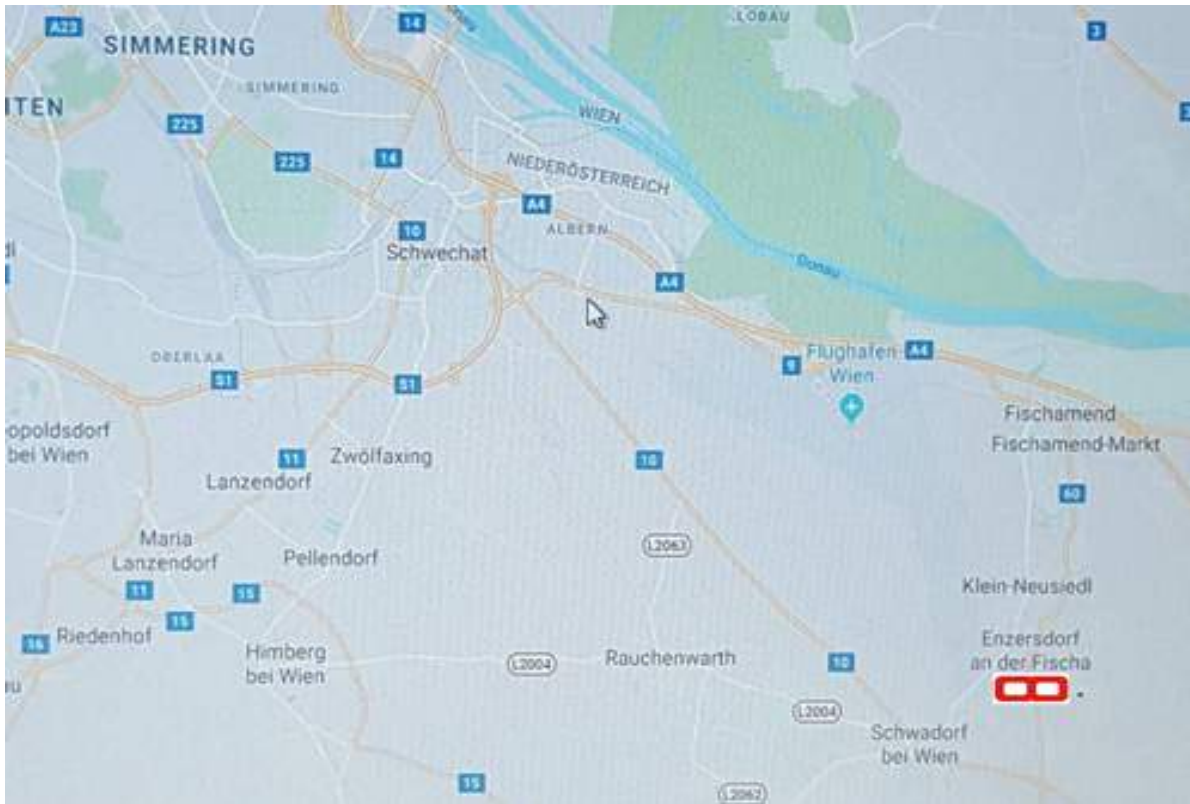 A23
SIMMERING
14
LOBAU
3
SIMMERING
225
WIEN
225
14
NIEDERÖSTERREICH
A4
10
ALBERN
Schwechat
A4
Donau
OBERLAA
S1
S1
9
Flughafen
Wien
A4
Fischamend
Fischamend-Markt
opoldsdorf
bei Wien
11
Zwölfaxing
Lanzendorf
10
60
Maria
Lanzendorf
Pellendorf
L2063
11
15
15
Klein-Neusiedl
16
Riedenhof
Himberg
bei Wien
L2004
Rauchenwarth
10
Enzersdorf
an der Fischa
L2004
Schwadorf
bei Wien
15
L2062